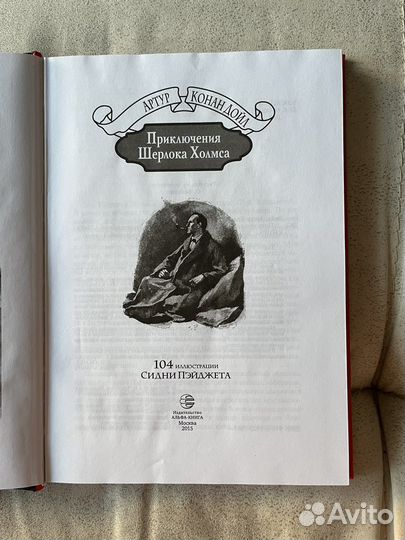 АРТУР КОНАН ДОЙЛ
Приключения
Шерлока Холмса
104 ИЛЛЮСТРАЦИИ
СИДНИ ПЭЙДЖЕТА
Издательство
АЛЬФА-КНИГА
Москва
2015
Avito